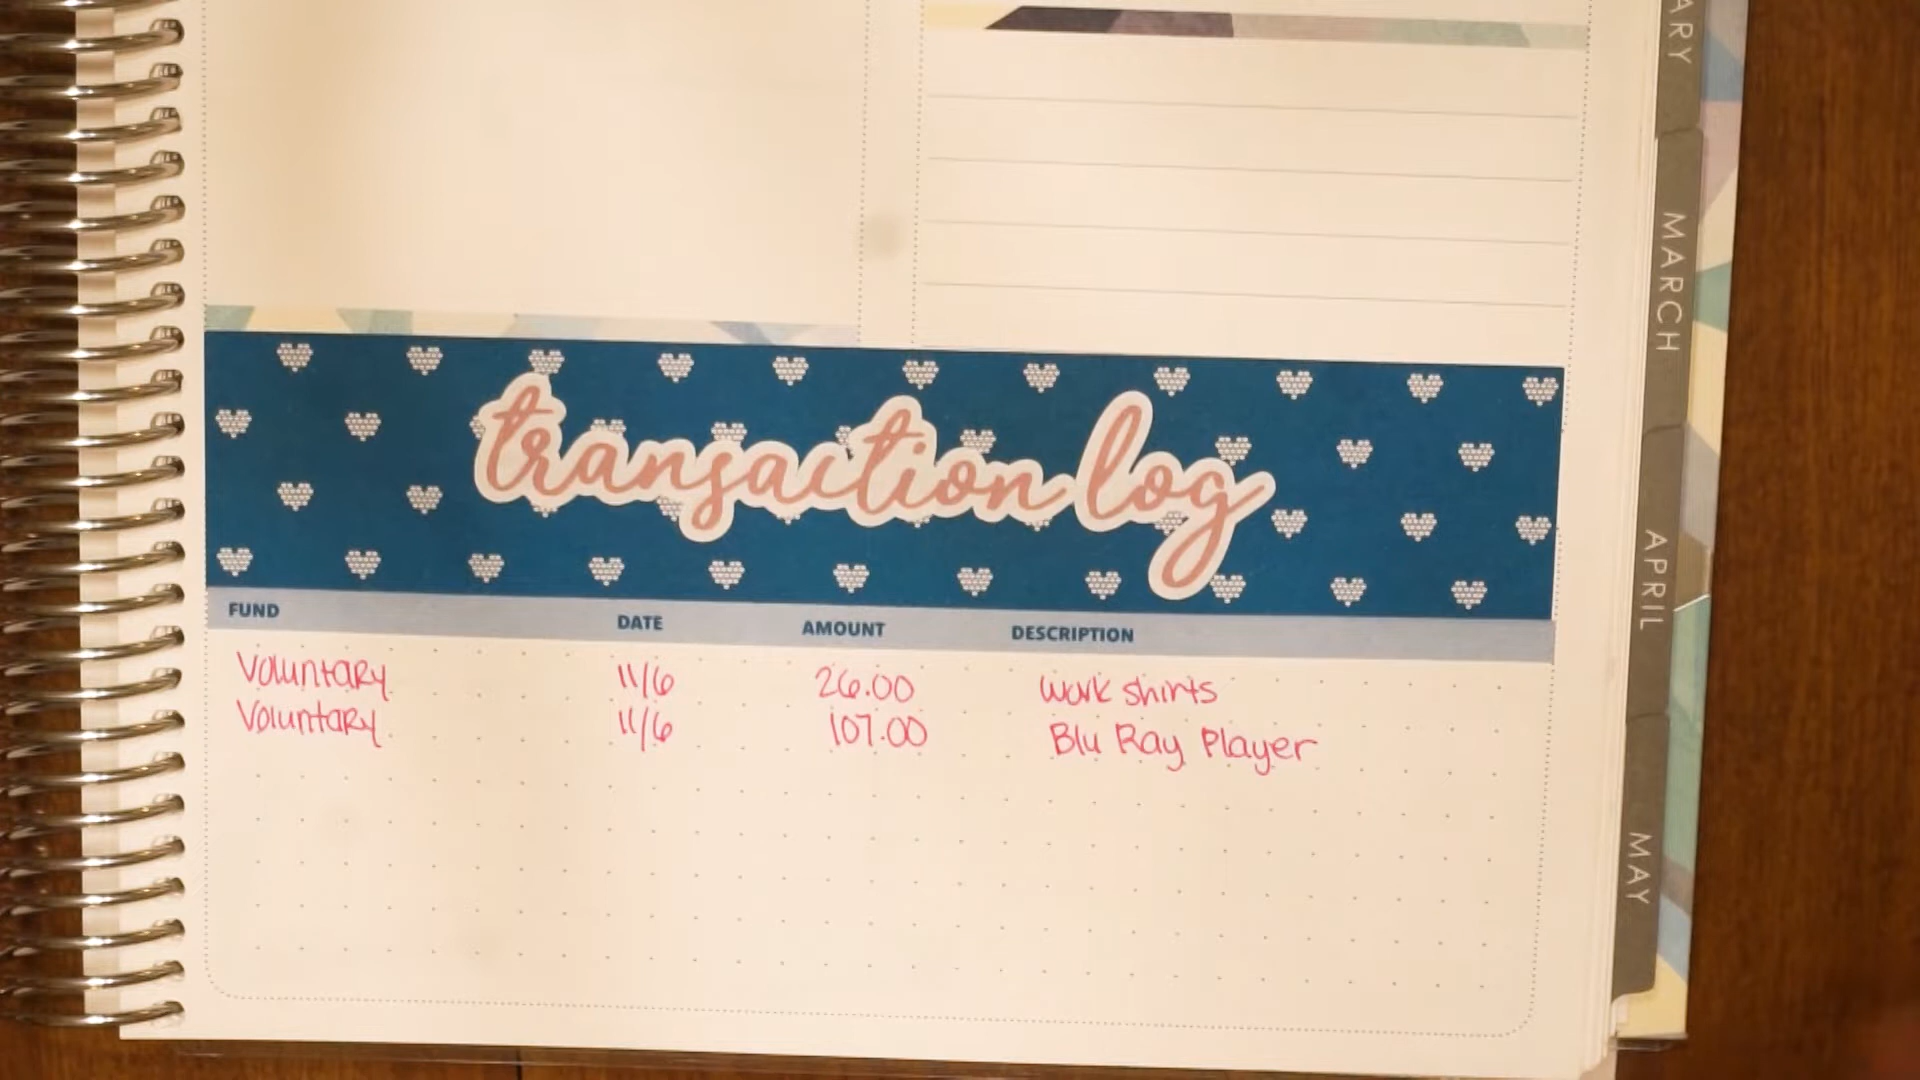 ARY
MARCH
APRIL
MAY
transaction log
FUND DATE AMOUNT DESCRIPTION
Voluntary 11/6 26.00 work shirts
Voluntary 11/6 107.00 Blu Ray Player